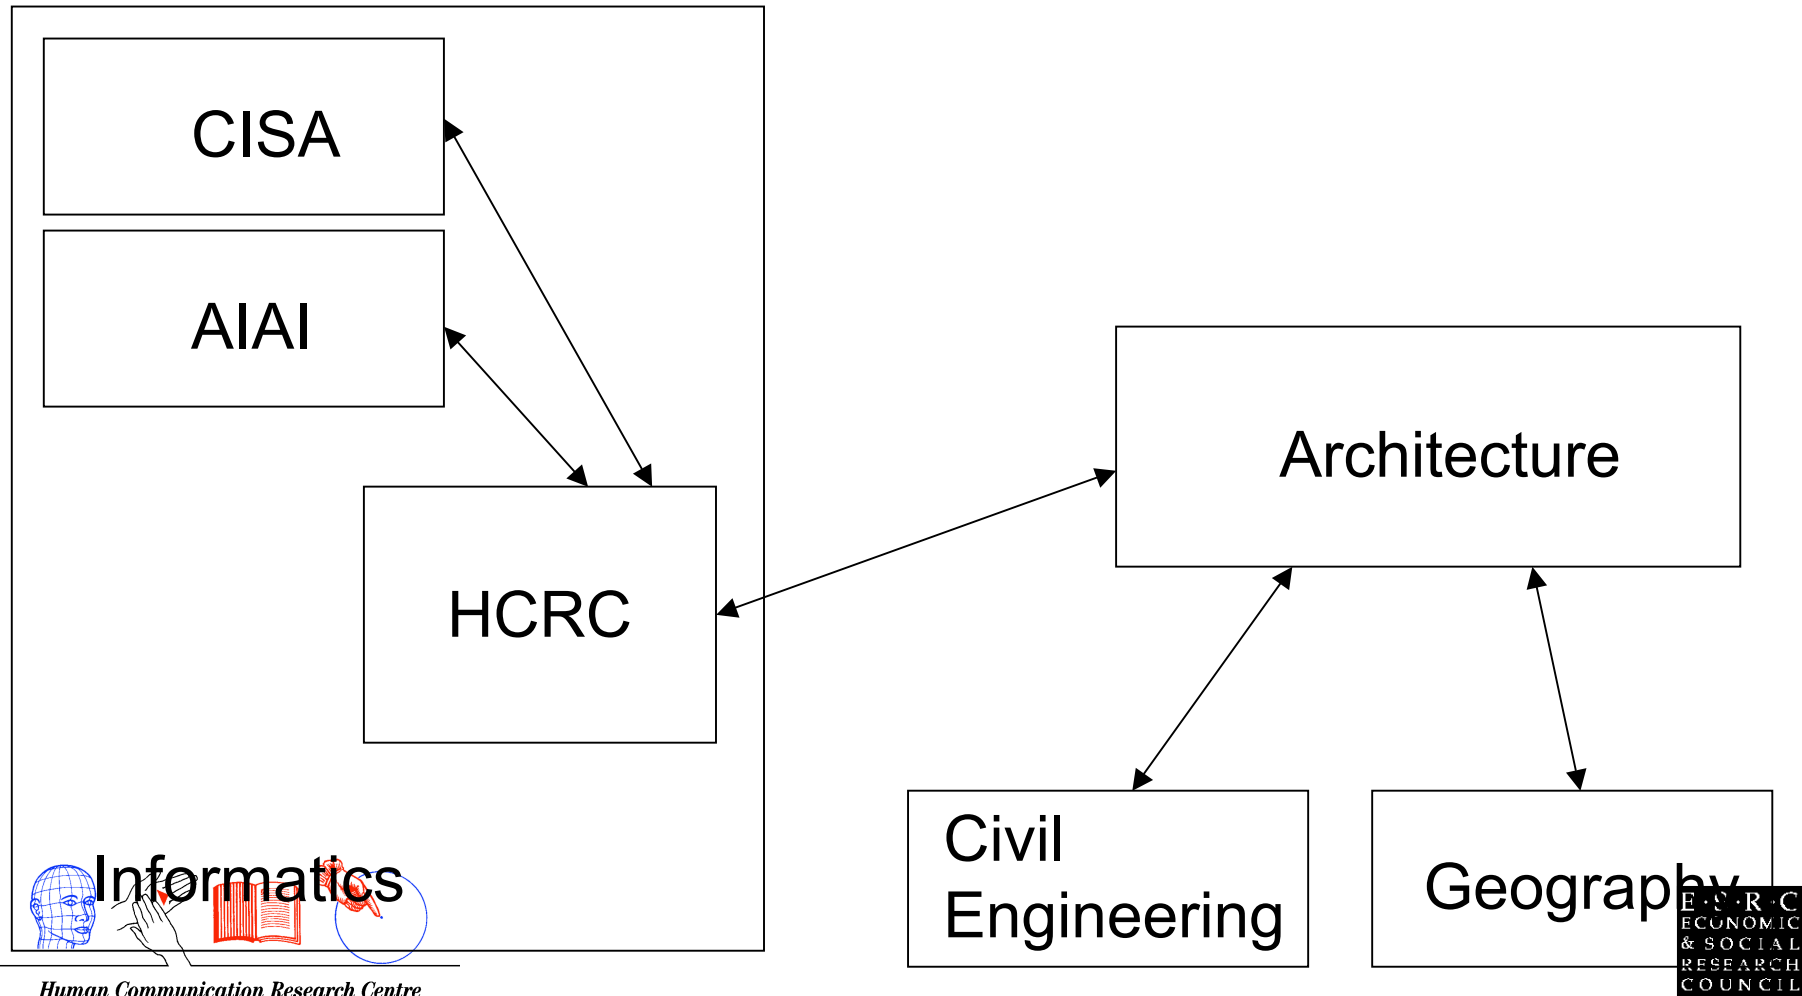 CISA
AIAI
HCRC
Architecture
Civil
Engineering
Geography
Informatics
Human Communication Research Centre
E·S·R·C
ECONOMIC
& SOCIAL
RESEARCH
COUNCIL